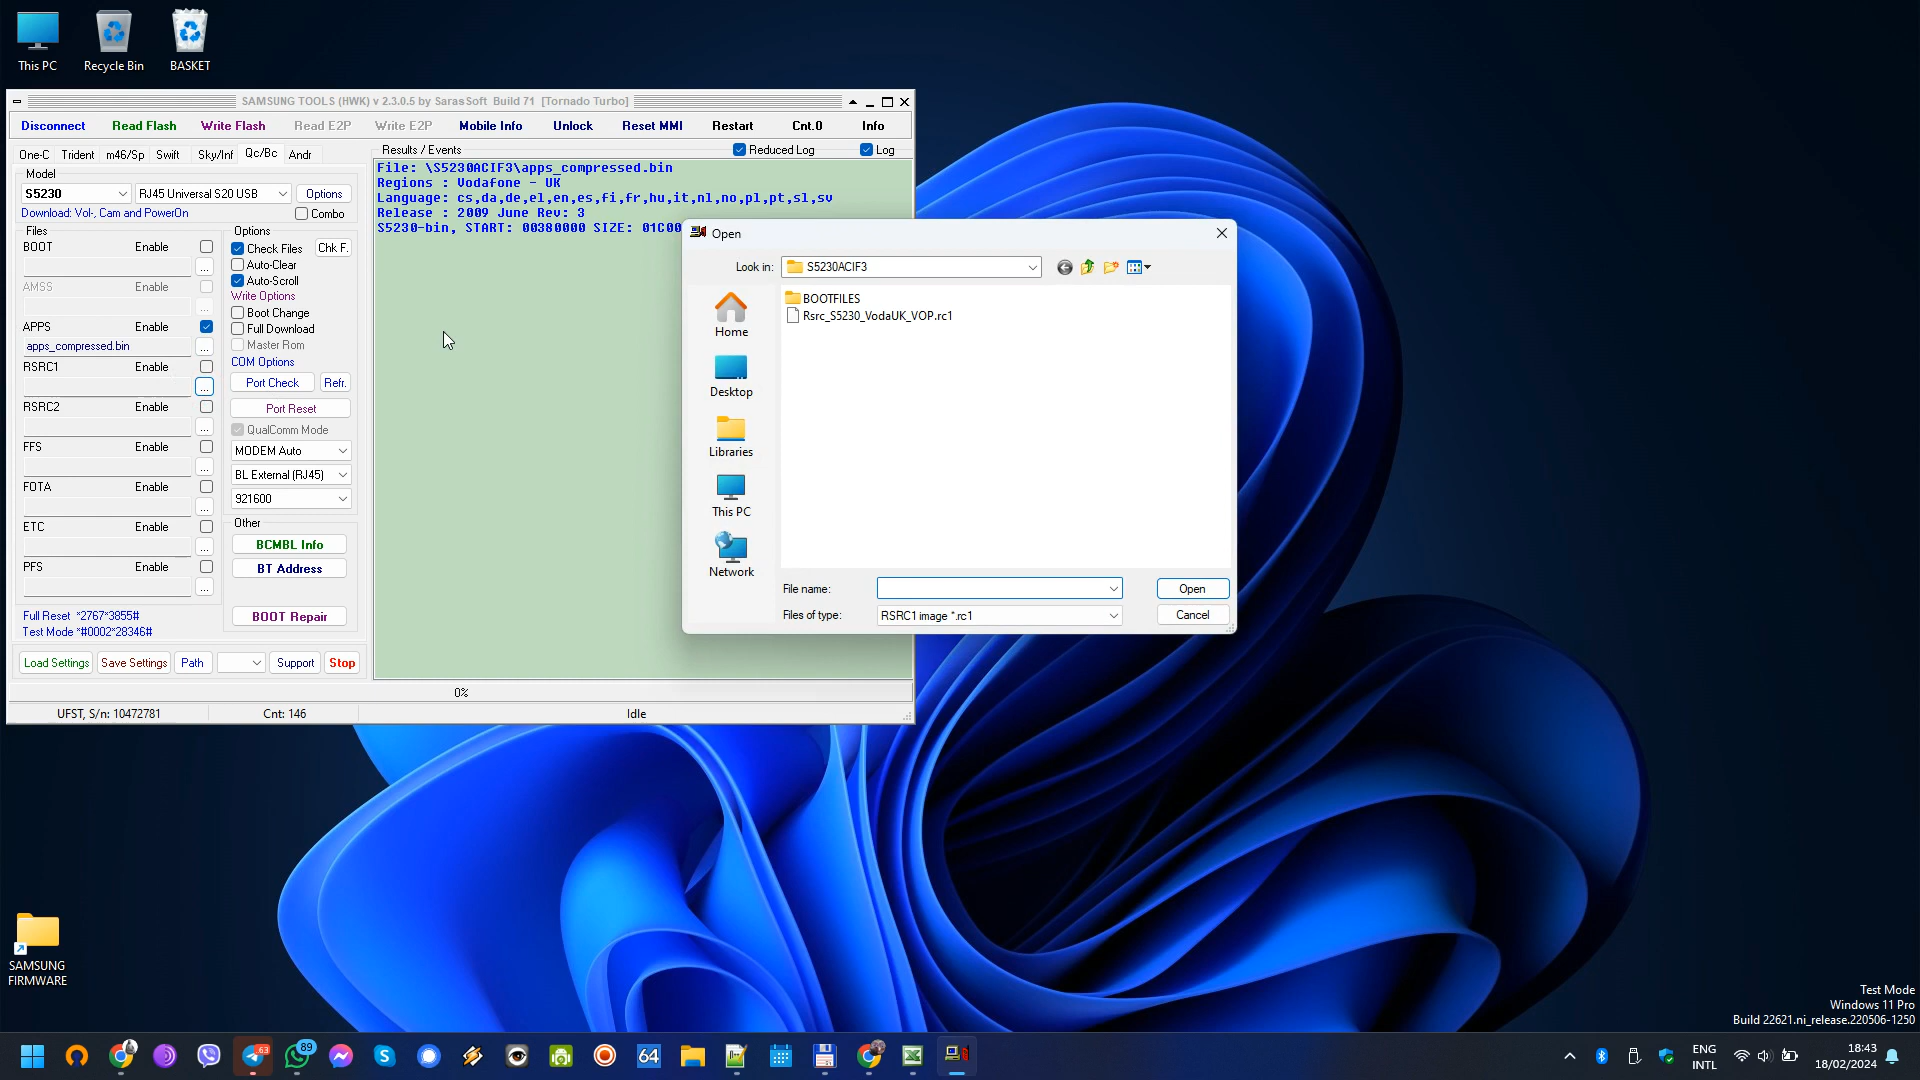 This PC
Recycle Bin
BASKET
SAMSUNG TOOLS (HWK) v 2.3.0.5 by SarasSoft Build 71 [Tornado Turbo]
Disconnect Read Flash Write Flash Read E2P Write E2P Mobile Info Unlock Reset MMI Restart Cnt.0 Info
One-C Trident m46/Sp Swift Sky/Inf Qc/Bc Andr
Results / Events Reduced Log Log
Model
S5230 RJ45 Universal S20 USB Options
Download: Vol-, Cam and PowerOn Combo
Files
BOOT Enable
...
AMSS Enable
...
APPS Enable
apps_compressed.bin ...
RSRC1 Enable
...
RSRC2 Enable
...
FFS Enable
...
FOTA Enable
...
ETC Enable
...
PFS Enable
...
Full Reset *2767*3855#
Test Mode *#0002*28346#
Options
Check Files Chk F.
Auto-Clear
Auto-Scroll
Write Options
Boot Change
Full Download
Master Rom
COM Options
Port Check Refr.
Port Reset
QualComm Mode
MODEM Auto
BL External (RJ45)
921600
Other
BCMBL Info
BT Address
BOOT Repair
Load Settings Save Settings Path Support Stop
File: \S5230ACIF3\apps_compressed.bin
Regions : Vodafone - UK
Language: cs,da,de,el,en,es,fi,fr,hu,it,nl,no,pl,pt,sl,sv
Release : 2009 June Rev: 3
S5230-bin, START: 00380000 SIZE: 01C00
0%
UFST, S/n: 10472781 Cnt: 146 Idle
Open
Look in: S5230ACIF3
Home
Desktop
Libraries
This PC
Network
BOOTFILES
Rsrc_S5230_VodaUK_VOP.rc1
File name: Open
Files of type: RSRC1 image *.rc1 Cancel
SAMSUNG
FIRMWARE
Test Mode
Windows 11 Pro
Build 22621.ni_release.220506-1250
63
89
64
ENG
INTL
18:43
18/02/2024